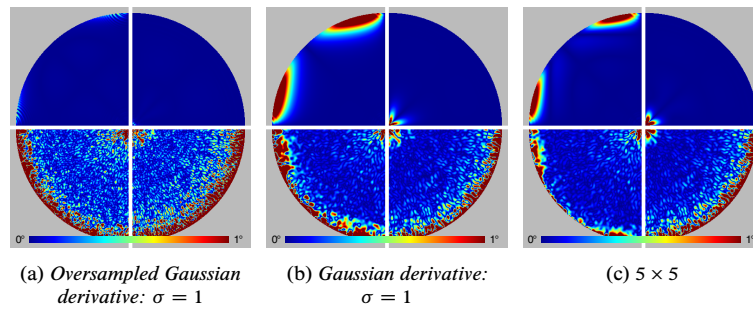 0° 1°
0° 1°
0° 1°
(a) Oversampled Gaussian
derivative: σ = 1
(b) Gaussian derivative:
σ = 1
(c) 5 × 5